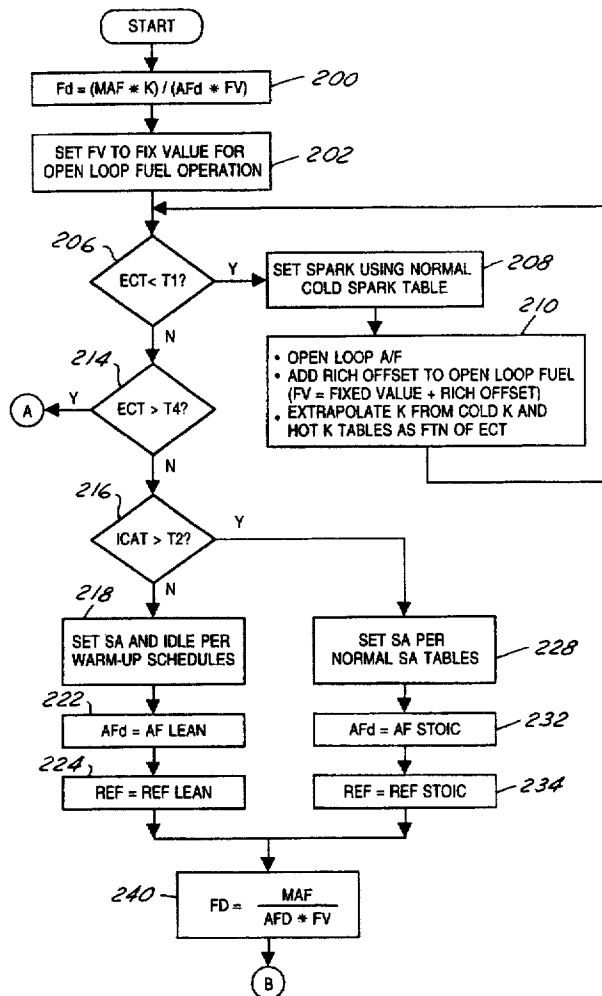 START
Fd = (MAF * K) / (AFd * FV)
200
SET FV TO FIX VALUE FOR
OPEN LOOP FUEL OPERATION
202
206
ECT< T1?
Y
N
SET SPARK USING NORMAL
COLD SPARK TABLE
208
210
• OPEN LOOP A/F
• ADD RICH OFFSET TO OPEN LOOP FUEL
(FV = FIXED VALUE + RICH OFFSET)
• EXTRAPOLATE K FROM COLD K AND
HOT K TABLES AS FTN OF ECT
214
A
Y
ECT > T4?
N
216
ICAT > T2?
Y
N
218
SET SA AND IDLE PER
WARM-UP SCHEDULES
SET SA PER
NORMAL SA TABLES
228
222
AFd = AF LEAN
AFd = AF STOIC
232
224
REF = REF LEAN
REF = REF STOIC
234
240
FD = MAF
AFD * FV
B